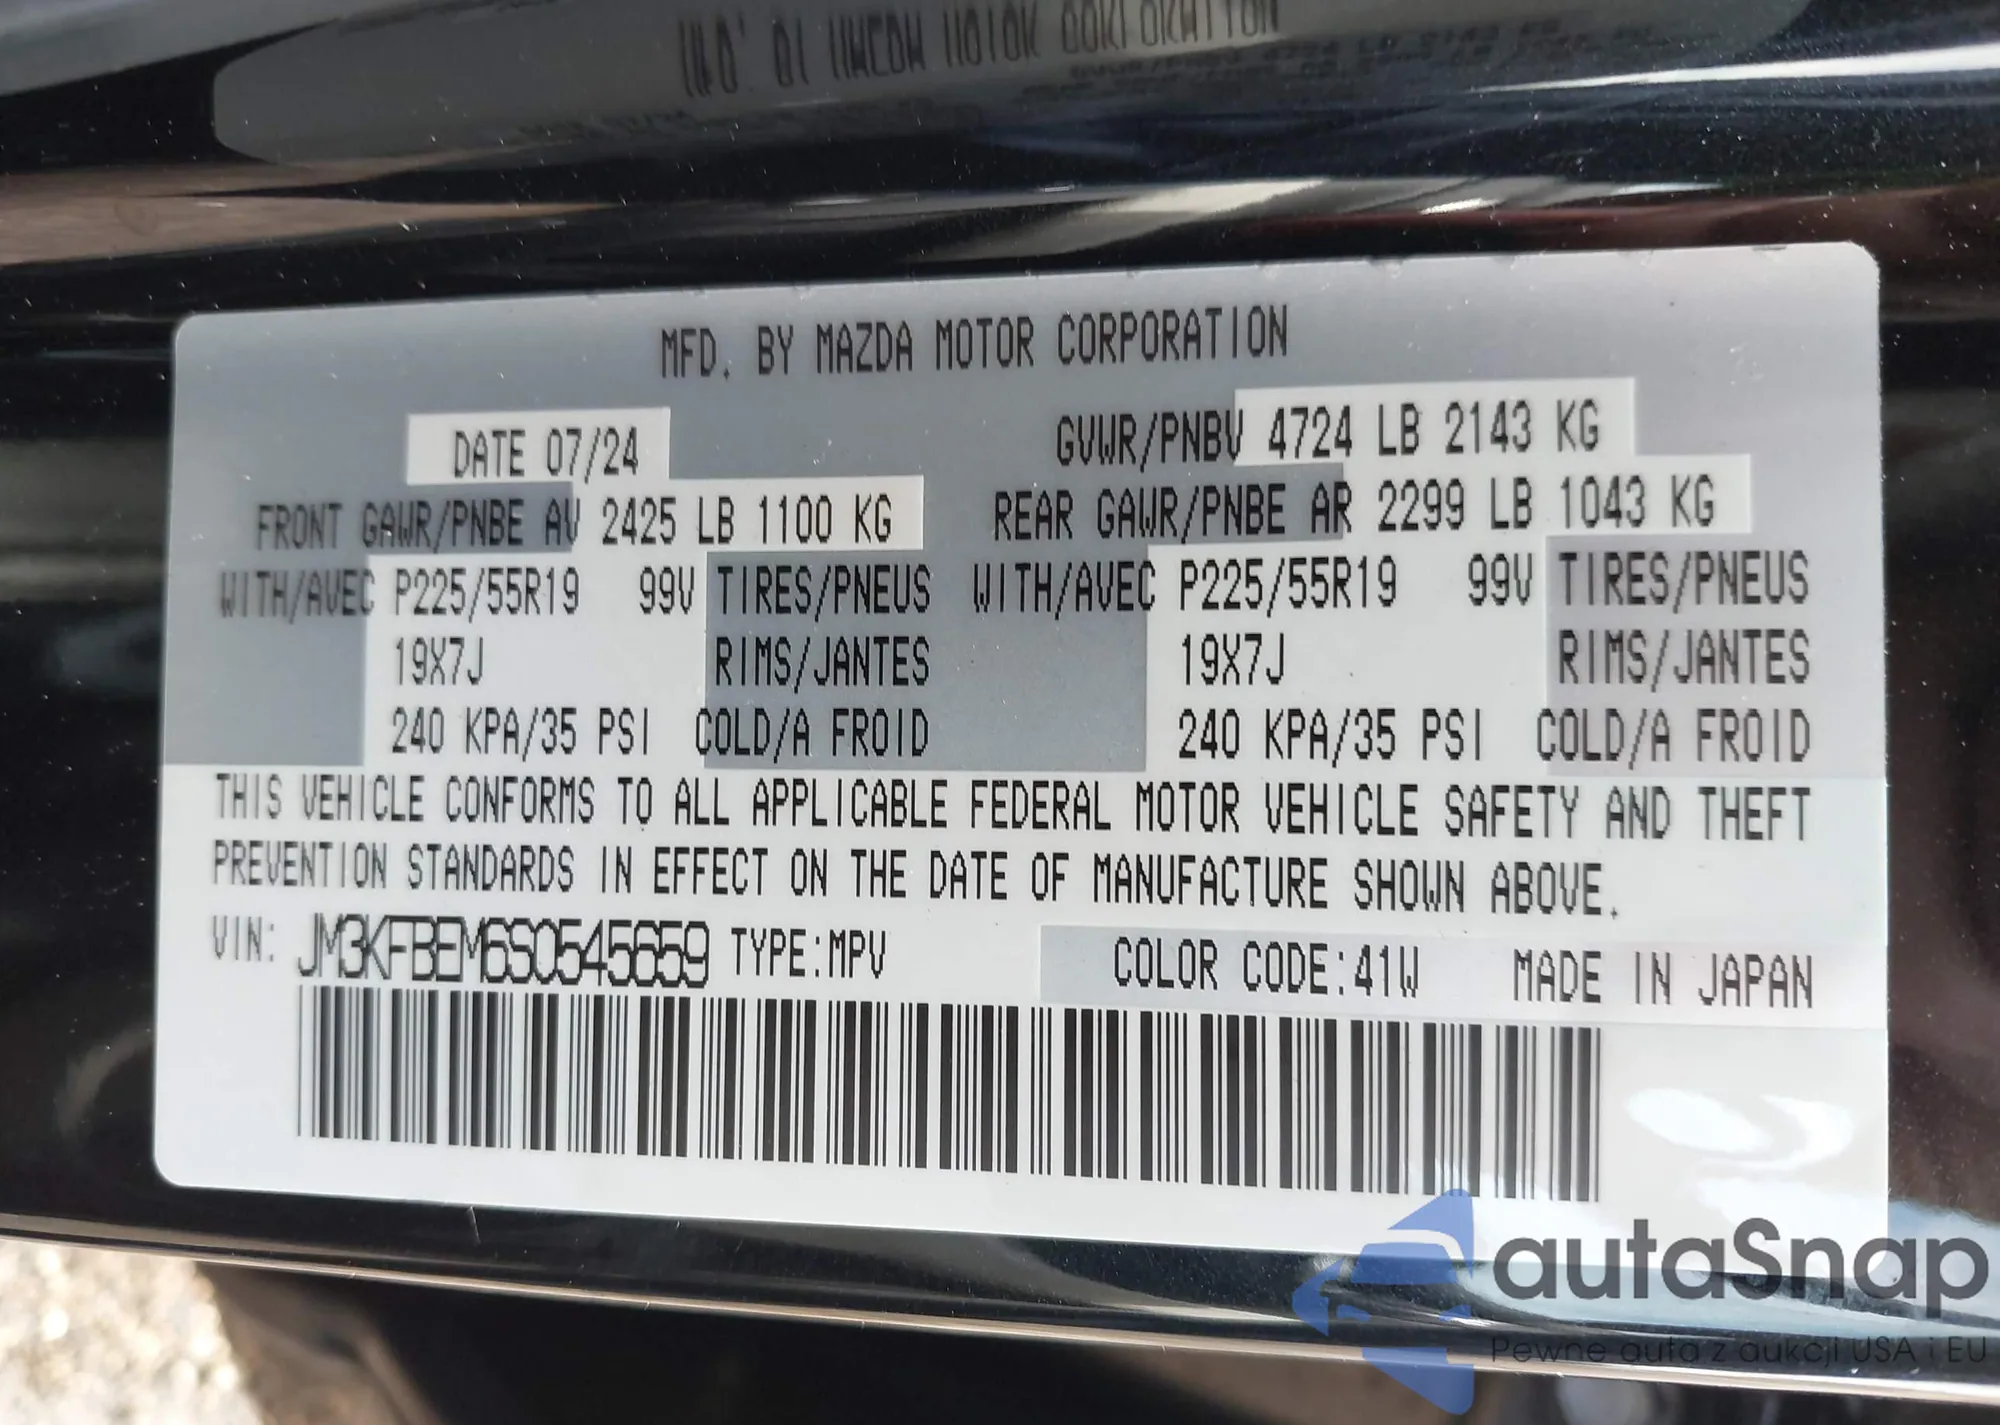 MFD. BY MAZDA MOTOR CORPORATION
DATE 07/24 GVWR/PNBV 4724 LB 2143 KG
FRONT GAWR/PNBE AV 2425 LB 1100 KG REAR GAWR/PNBE AR 2299 LB 1043 KG
WITH/AVEC P225/55R19 99V TIRES/PNEUS WITH/AVEC P225/55R19 99V TIRES/PNEUS
19X7J RIMS/JANTES 19X7J RIMS/JANTES
240 KPA/35 PSI COLD/A FROID 240 KPA/35 PSI COLD/A FROID
THIS VEHICLE CONFORMS TO ALL APPLICABLE FEDERAL MOTOR VEHICLE SAFETY AND THEFT
PREVENTION STANDARDS IN EFFECT ON THE DATE OF MANUFACTURE SHOWN ABOVE.
VIN: JM3KFBEM6S0545659 TYPE:MPV COLOR CODE:41W MADE IN JAPAN
autaSnap
Pewne auta z aukcji USA i EU